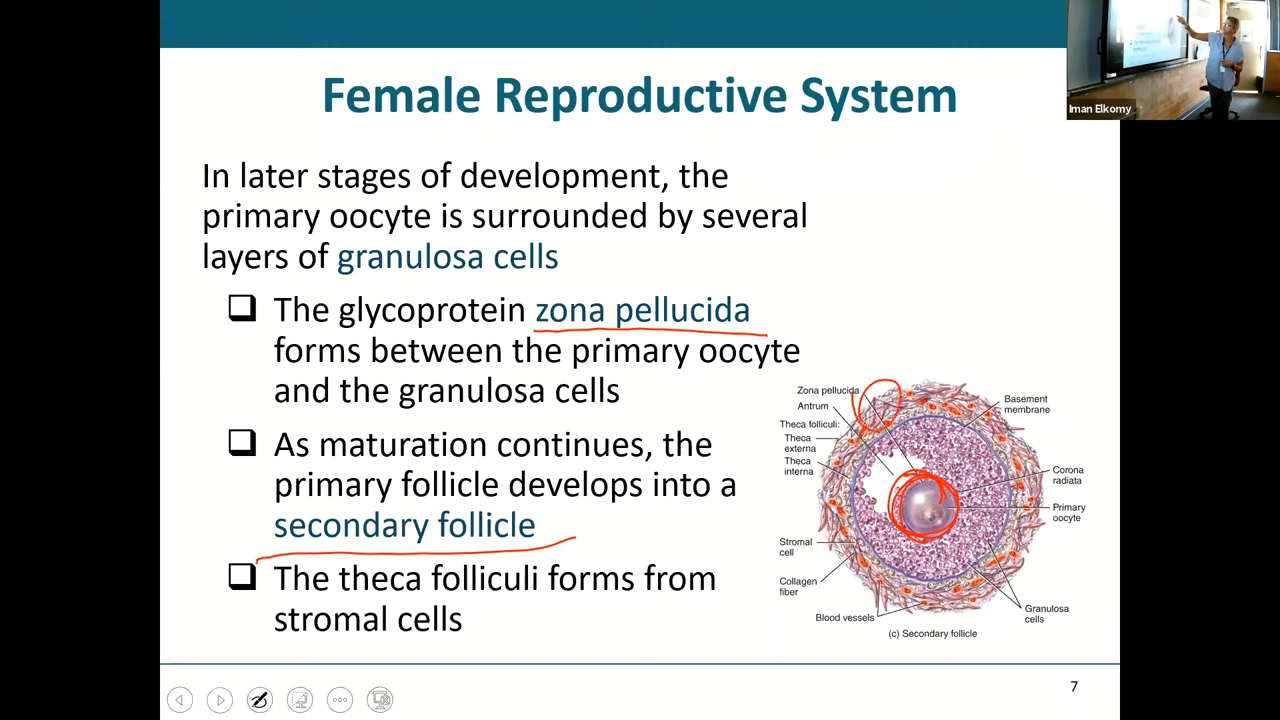 Iman Elkomy
Female Reproductive System
In later stages of development, the
primary oocyte is surrounded by several
layers of granulosa cells
The glycoprotein zona pellucida
forms between the primary oocyte
and the granulosa cells
As maturation continues, the
primary follicle develops into a
secondary follicle
The theca folliculi forms from
stromal cells
Zona pellucida
Antrum
Theca folliculi:
Theca
externa
Theca
interna
Stromal
cell
Collagen
fiber
Blood vessels
Basement
membrane
Corona
radiata
Primary
oocyte
Granulosa
cells
(c) Secondary follicle
7